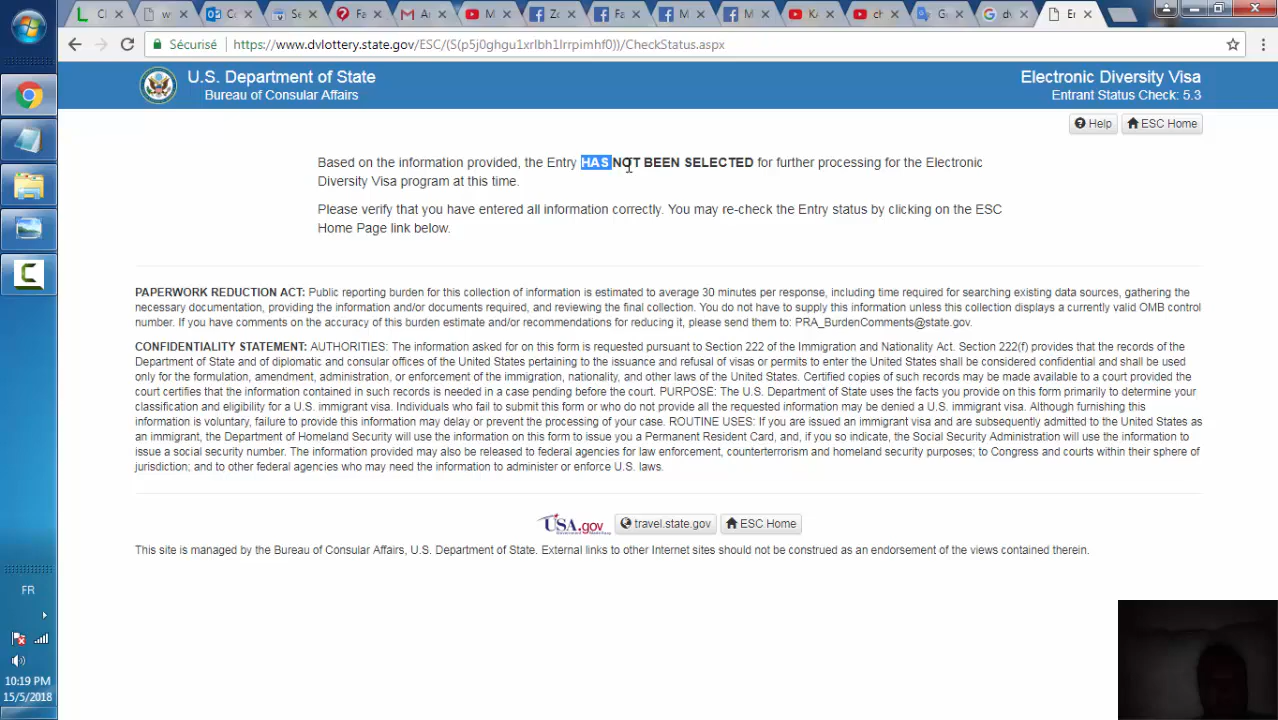 Sécurisé https://www.dvlottery.state.gov/ESC/(S(p5j0ghgu1xrlbh1lrrpimhf0))/CheckStatus.aspx
U.S. Department of State
Bureau of Consular Affairs
Electronic Diversity Visa
Entrant Status Check: 5.3
Help ESC Home
Based on the information provided, the Entry HAS NOT BEEN SELECTED for further processing for the Electronic
Diversity Visa program at this time.
Please verify that you have entered all information correctly. You may re-check the Entry status by clicking on the ESC
Home Page link below.
PAPERWORK REDUCTION ACT: Public reporting burden for this collection of information is estimated to average 30 minutes per response, including time required for searching existing data sources, gathering the
necessary documentation, providing the information and/or documents required, and reviewing the final collection. You do not have to supply this information unless this collection displays a currently valid OMB control
number. If you have comments on the accuracy of this burden estimate and/or recommendations for reducing it, please send them to: PRA_BurdenComments@state.gov.
CONFIDENTIALITY STATEMENT: AUTHORITIES: The information asked for on this form is requested pursuant to Section 222 of the Immigration and Nationality Act. Section 222(f) provides that the records of the
Department of State and of diplomatic and consular offices of the United States pertaining to the issuance and refusal of visas or permits to enter the United States shall be considered confidential and shall be used
only for the formulation, amendment, administration, or enforcement of the immigration, nationality, and other laws of the United States. Certified copies of such records may be made available to a court provided the
court certifies that the information contained in such records is needed in a case pending before the court. PURPOSE: The U.S. Department of State uses the facts you provide on this form primarily to determine your
classification and eligibility for a U.S. immigrant visa. Individuals who fail to submit this form or who do not provide all the requested information may be denied a U.S. immigrant visa. Although furnishing this
information is voluntary, failure to provide this information may delay or prevent the processing of your case. ROUTINE USES: If you are issued an immigrant visa and are subsequently admitted to the United States as
an immigrant, the Department of Homeland Security will use the information on this form to issue you a Permanent Resident Card, and, if you so indicate, the Social Security Administration will use the information to
issue a social security number. The information provided may also be released to federal agencies for law enforcement, counterterrorism and homeland security purposes; to Congress and courts within their sphere of
jurisdiction; and to other federal agencies who may need the information to administer or enforce U.S. laws.
USA.gov travel.state.gov ESC Home
This site is managed by the Bureau of Consular Affairs, U.S. Department of State. External links to other Internet sites should not be construed as an endorsement of the views contained therein.
FR
10:19 PM
15/5/2018